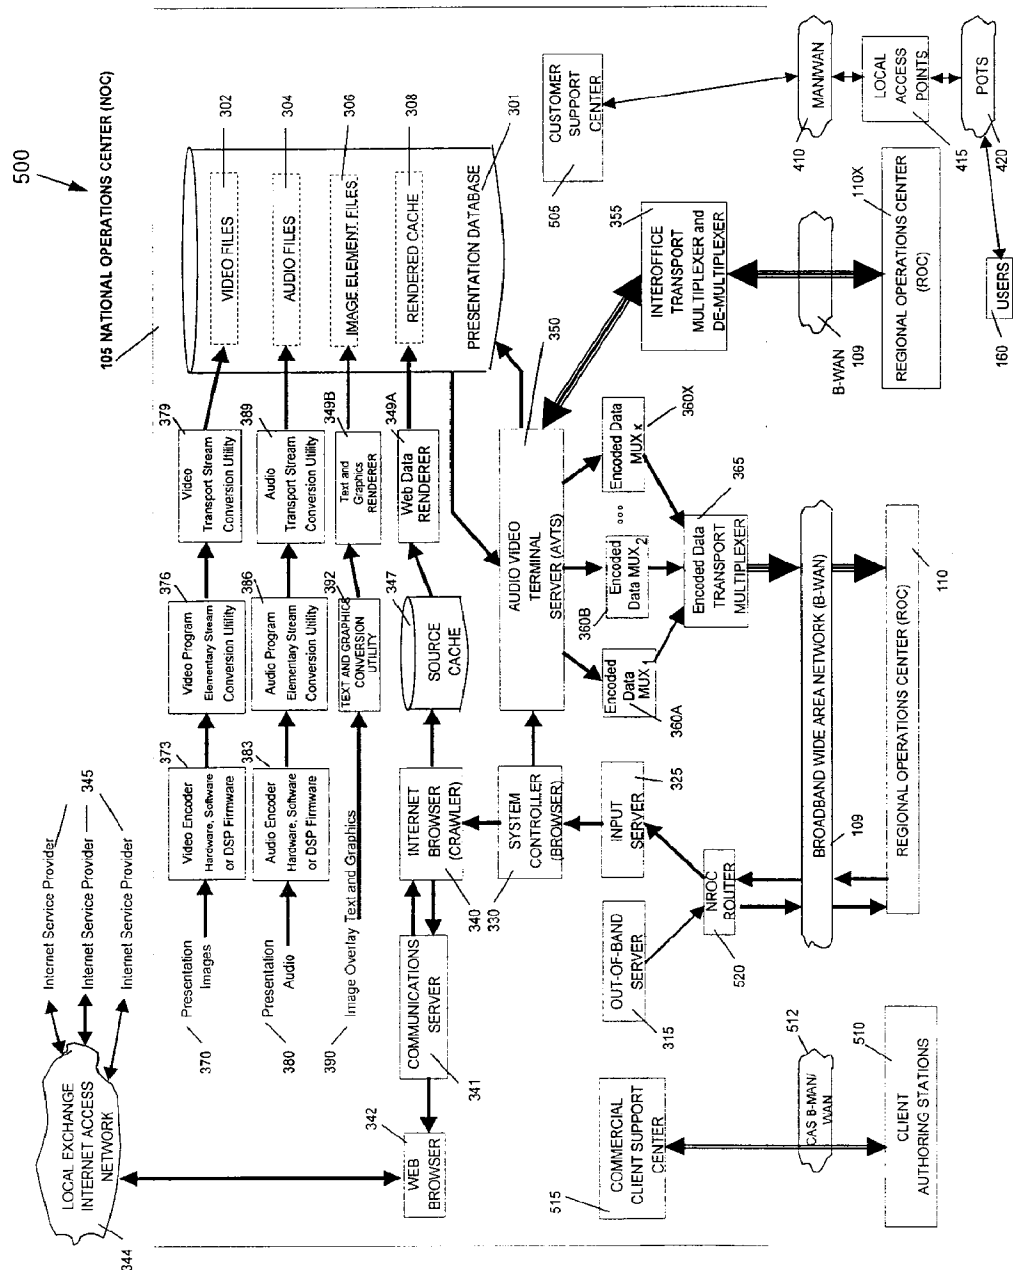 500
105 NATIONAL OPERATIONS CENTER (NOC)
LOCAL EXCHANGE
INTERNET ACCESS
NETWORK
344
Internet Service Provider
Internet Service Provider
Internet Service Provider
345
370
Presentation
Images
373
Video Encoder
Hardware, Software
or DSP Firmware
376
Video Program
Elementary Stream
Conversion Utility
379
Video
Transport Stream
Conversion Utility
VIDEO FILES
302
380
Presentation
Audio
383
Audio Encoder
Hardware, Software
or DSP Firmware
386
Audio Program
Elementary Stream
Conversion Utility
389
Audio
Transport Stream
Conversion Utility
AUDIO FILES
304
390
Image Overlay Text and Graphics
392
TEXT AND GRAPHICS
CONVERSION
UTILITY
349B
Text and
Graphics
RENDERER
IMAGE ELEMENT FILES
306
342
WEB
BROWSER
COMMUNICATIONS
SERVER
341
INTERNET
BROWSER
(CRAWLER)
340
347
SOURCE
CACHE
349A
Web Data
RENDERER
RENDERED CACHE
308
PRESENTATION DATABASE
301
SYSTEM
CONTROLLER
(BROWSER)
330
AUDIO VIDEO
TERMINAL
SERVER (AVTS)
350
CUSTOMER
SUPPORT
CENTER
505
515
COMMERCIAL
CLIENT SUPPORT
CENTER
OUT-OF-BAND
SERVER
315
INPUT
SERVER
325
Encoded
Data
MUX 1
360A
360B
Encoded
Data MUX 2
Encoded Data
MUX x
360X
INTEROFFICE
TRANSPORT
MULTIPLEXER and
DE-MULTIPLEXER
355
NROC
ROUTER
520
Encoded Data
TRANSPORT
MULTIPLEXER
365
CAS B-MAN/
WAN
512
BROADBAND WIDE AREA NETWORK (B-WAN)
109
B-WAN
109
MAN/WAN
410
CLIENT
AUTHORING STATIONS
510
REGIONAL OPERATIONS CENTER (ROC)
110
REGIONAL OPERATIONS CENTER
(ROC)
110X
LOCAL
ACCESS
POINTS
415
POTS
420
USERS
160